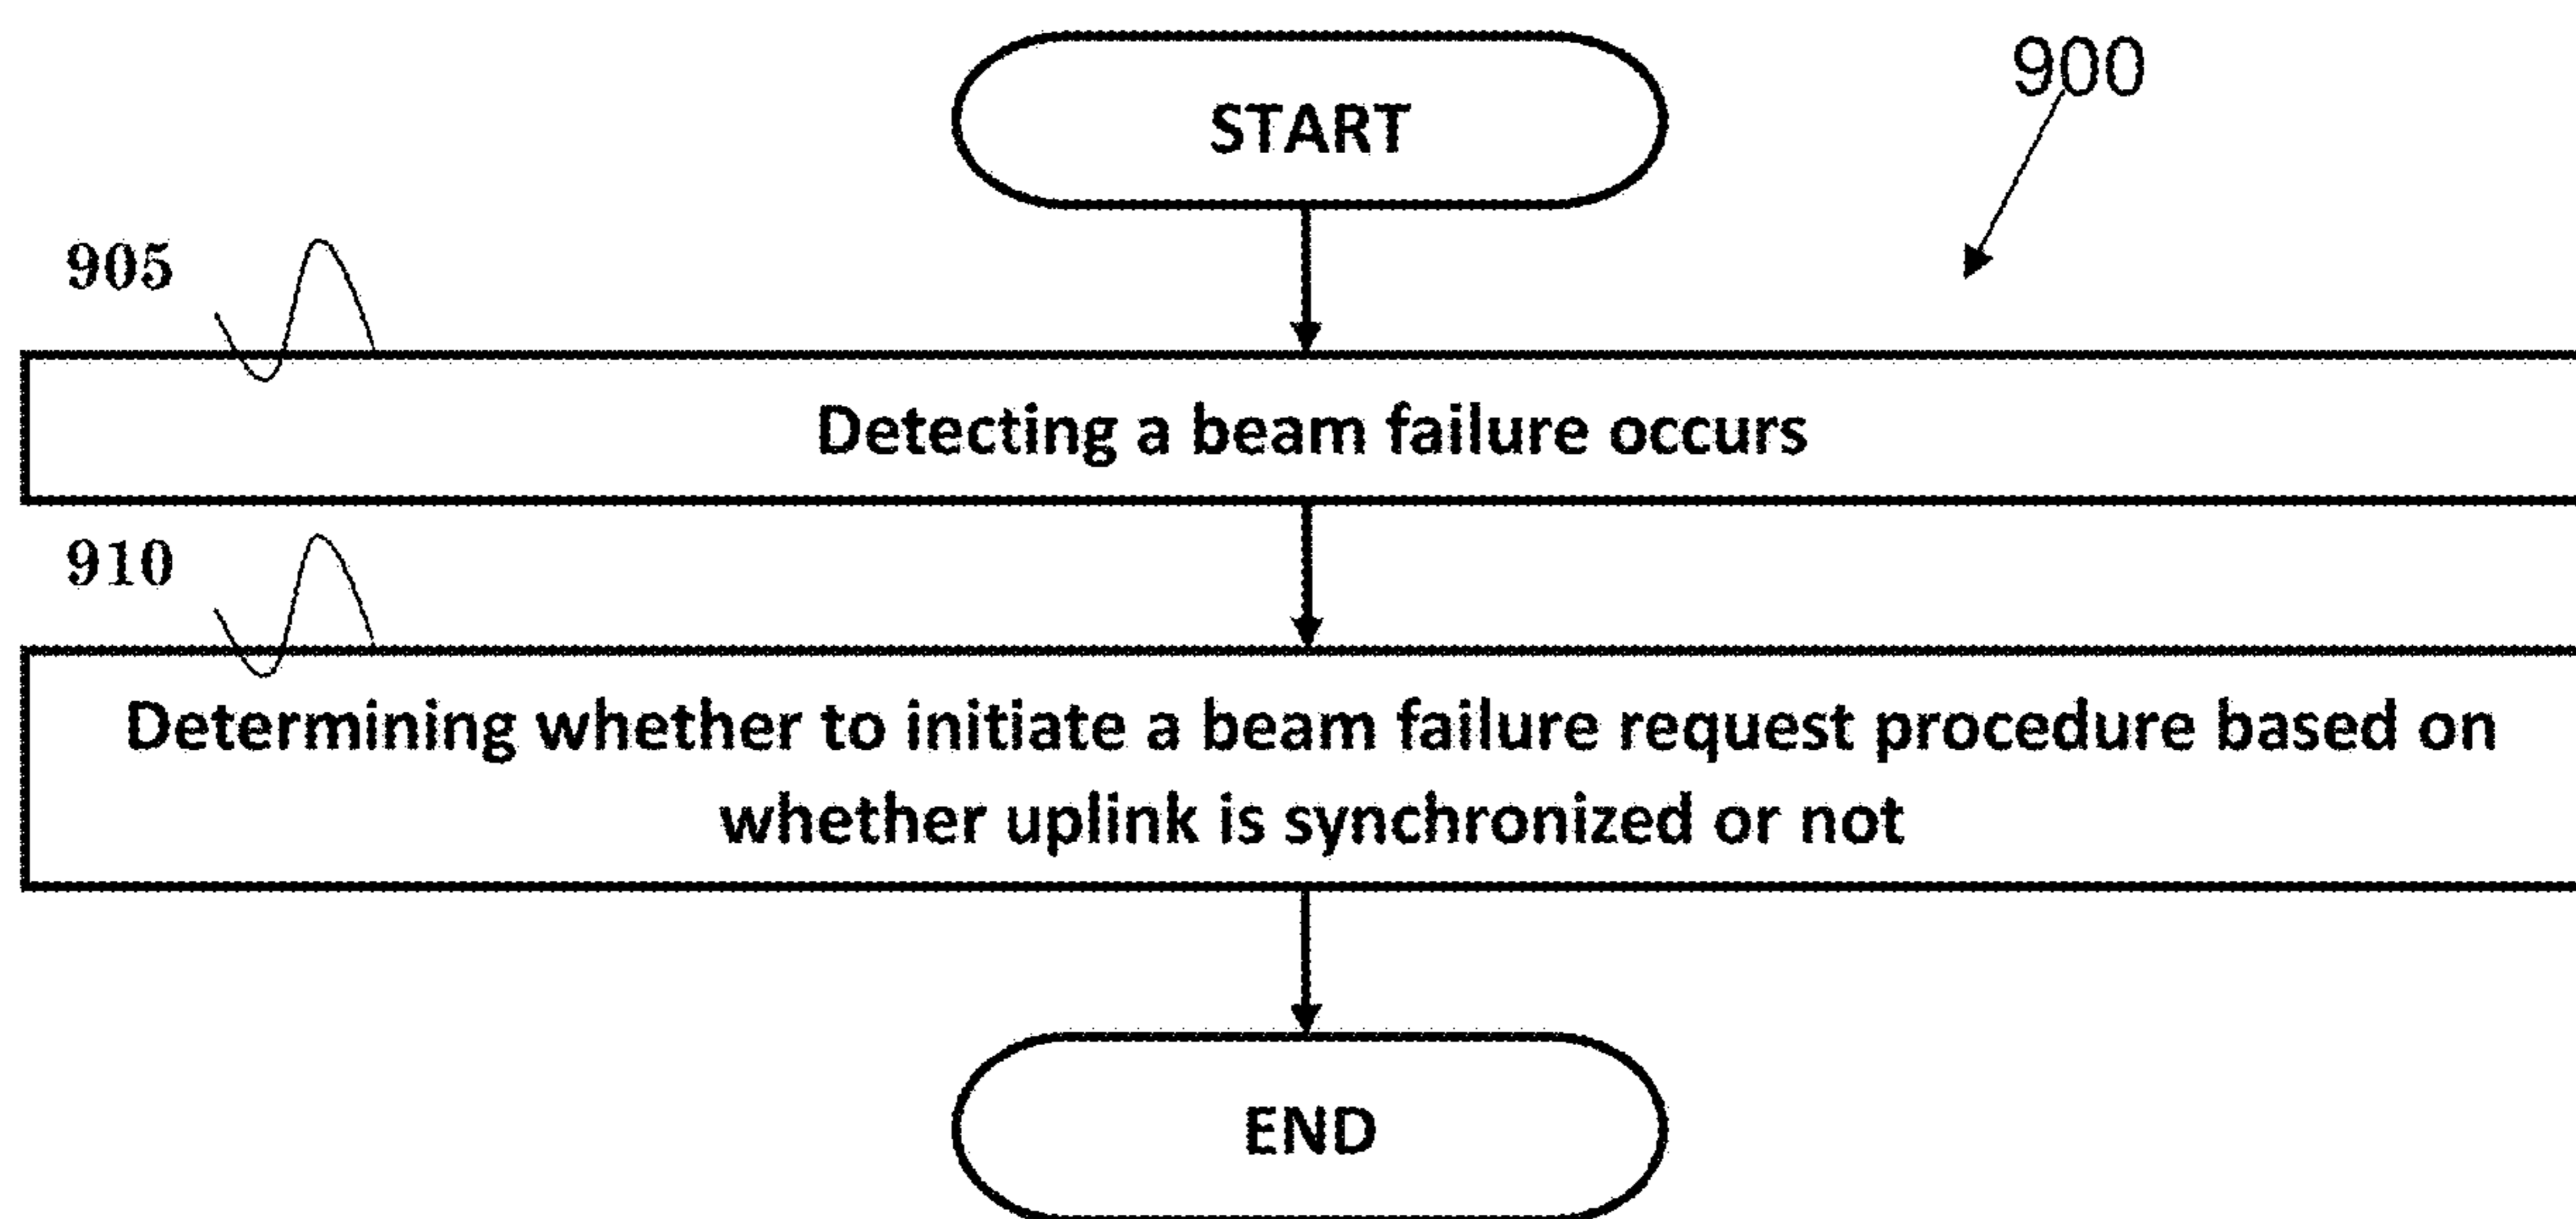 START
900
905
Detecting a beam failure occurs
910
Determining whether to initiate a beam failure request procedure based on
whether uplink is synchronized or not
END